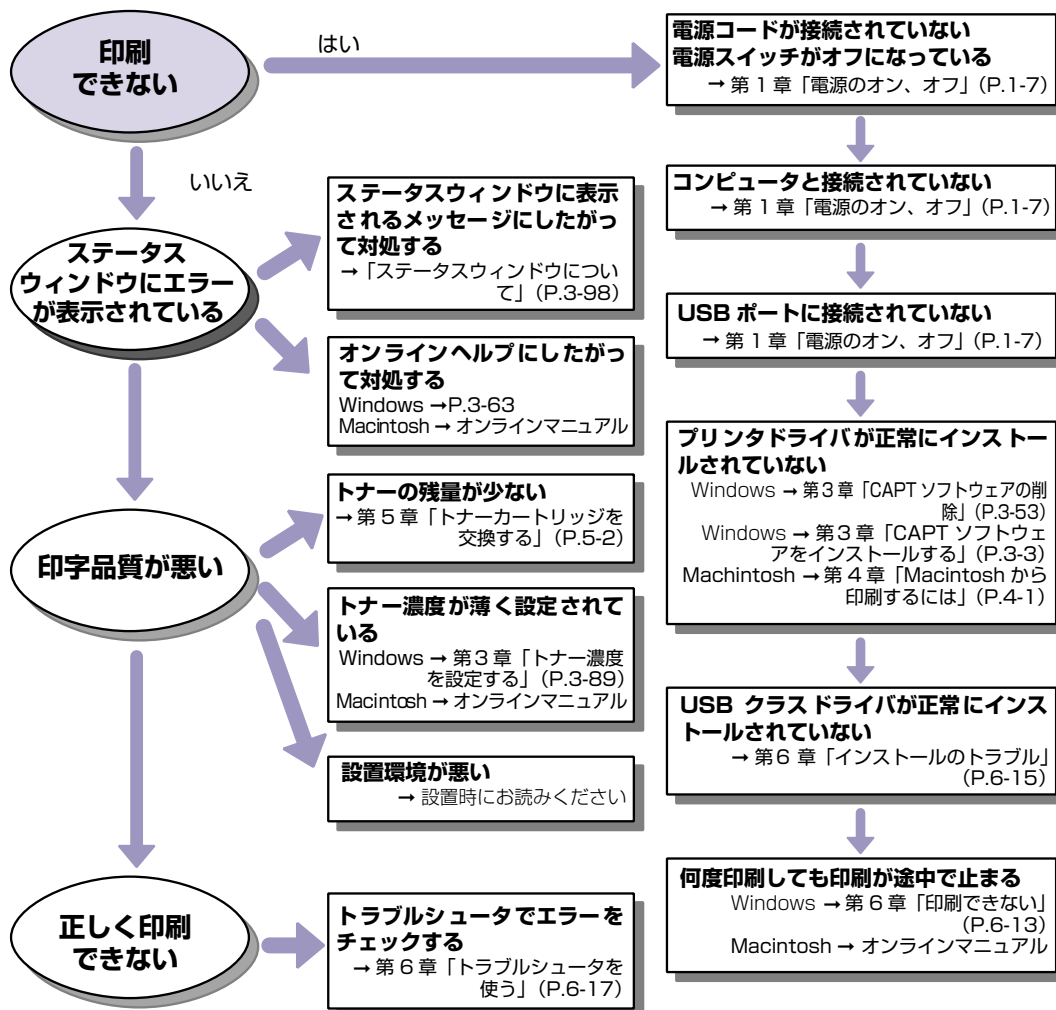 印刷
できない
はい
電源コードが接続されていない
電源スイッチがオフになっている
→ 第 1 章「電源のオン、オフ」(P.1-7)
いいえ
コンピュータと接続されていない
→ 第 1 章「電源のオン、オフ」(P.1-7)
ステータス
ウィンドウにエラー
が表示されている
ステータスウィンドウに表示
されるメッセージにしたがっ
て対処する
→「ステータスウィンドウについ
て」(P.3-98)
USB ポートに接続されていない
→ 第 1 章「電源のオン、オフ」(P.1-7)
オンラインヘルプにしたがっ
て対処する
Windows →P.3-63
Macintosh → オンラインマニュアル
プリンタドライバが正常にインストー
ルされていない
Windows → 第3章「CAPT ソフトウェアの削
除」(P.3-53)
Windows → 第3 章「CAPT ソフトウェ
アをインストールする」(P.3-3)
Machintosh → 第 4 章「Macintosh から
印刷するには」(P.4-1)
印字品質が悪い
トナーの残量が少ない
→ 第 5 章「トナーカートリッジを
交換する」(P.5-2)
トナー濃度が薄く設定されて
いる
Windows → 第3 章「トナー濃度
を設定する」(P.3-89)
Macintosh → オンラインマニュアル
設置環境が悪い
→ 設置時にお読みください
USB クラスドライバが正常にインス
トールされていない
→ 第6 章「インストールのトラブル」
(P.6-15)
何度印刷しても印刷が途中で止まる
Windows → 第 6 章「印刷できない」
(P.6-13)
Macintosh → オンラインマニュアル
正しく印刷
できない
トラブルシュータでエラーを
チェックする
→ 第 6 章「トラブルシュータを
使う」(P.6-17)